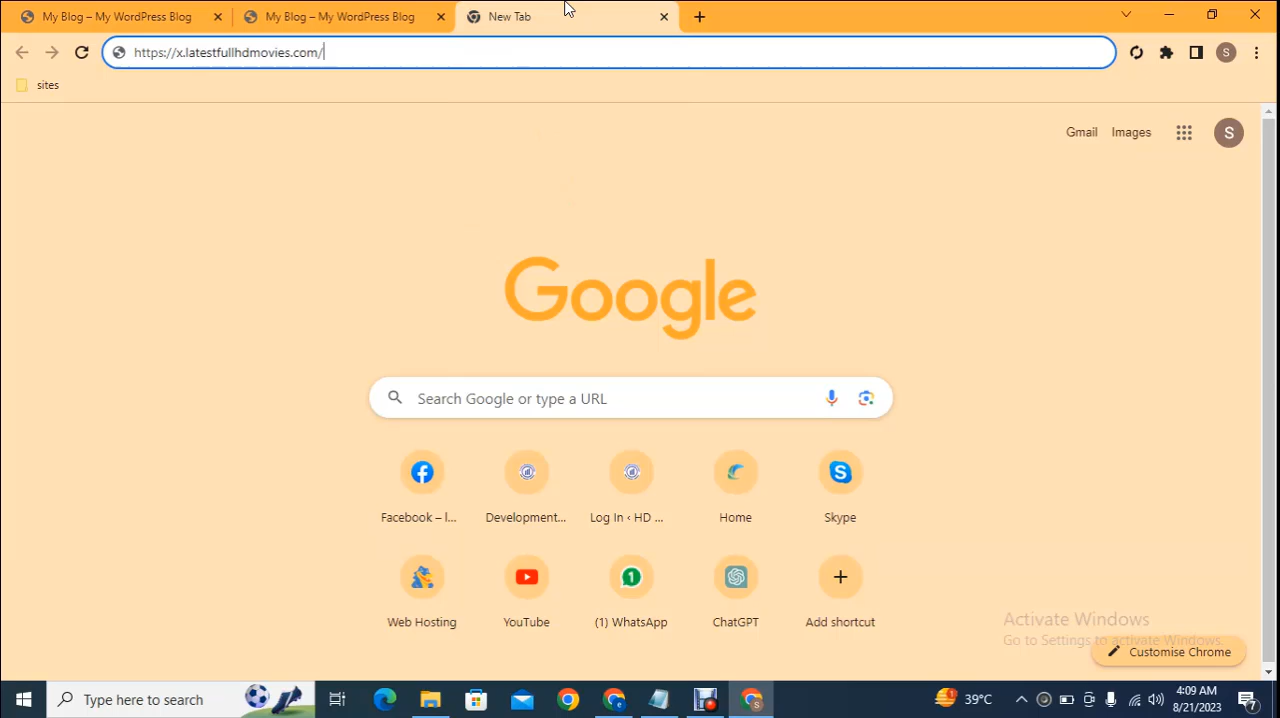 My Blog – My WordPress Blog
My Blog – My WordPress Blog
New Tab
https://x.latestfullhdmovies.com/
S
sites
Gmail
Images
S
Google
Search Google or type a URL
Facebook – l...
Development...
Log In ‹ HD ...
Home
Skype
Web Hosting
YouTube
(1) WhatsApp
ChatGPT
Add shortcut
Activate Windows
Go to Settings to activate Windows.
Customise Chrome
Type here to search
39°C
4:09 AM
8/21/2023
7